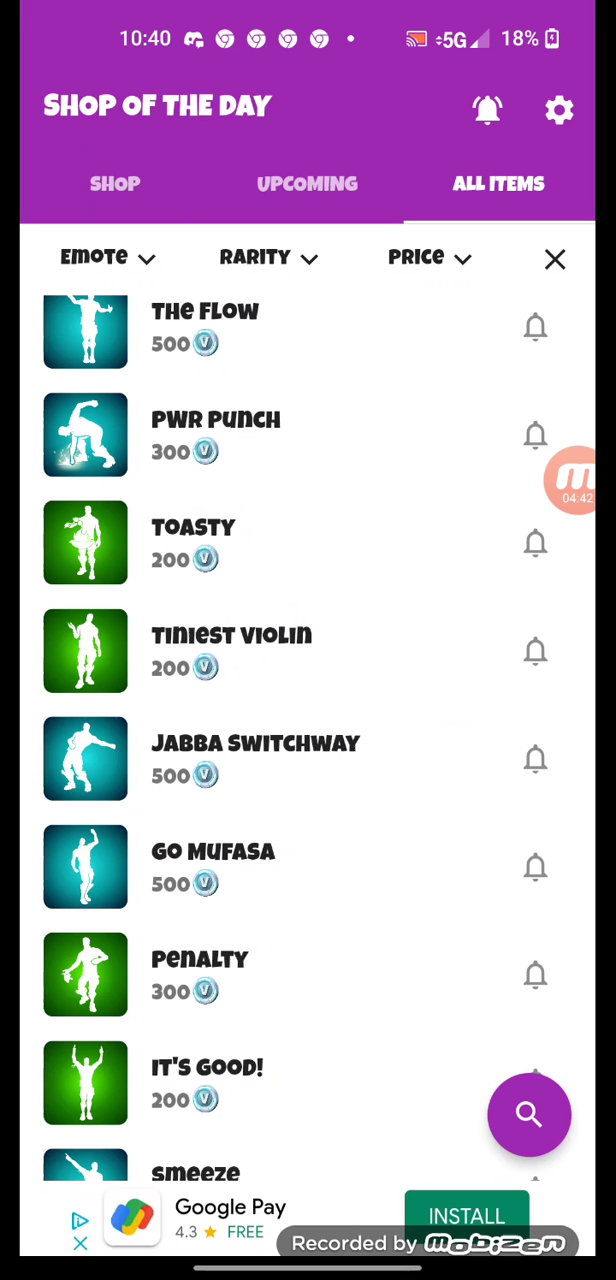 10:40 5G 18%
SHOP OF THE DAY
SHOP UPCOMING ALL ITEMS
EMOTE RARITY PRICE
THE FLOW
500
PWR PUNCH
300
04:42
TOASTY
200
TINIEST VIOLIN
200
JABBA SWITCHWAY
500
GO MUFASA
500
PENALTY
300
IT'S GOOD!
200
SMEEZE
Google Pay
4.3 ★ FREE
INSTALL
Recorded by mobizen